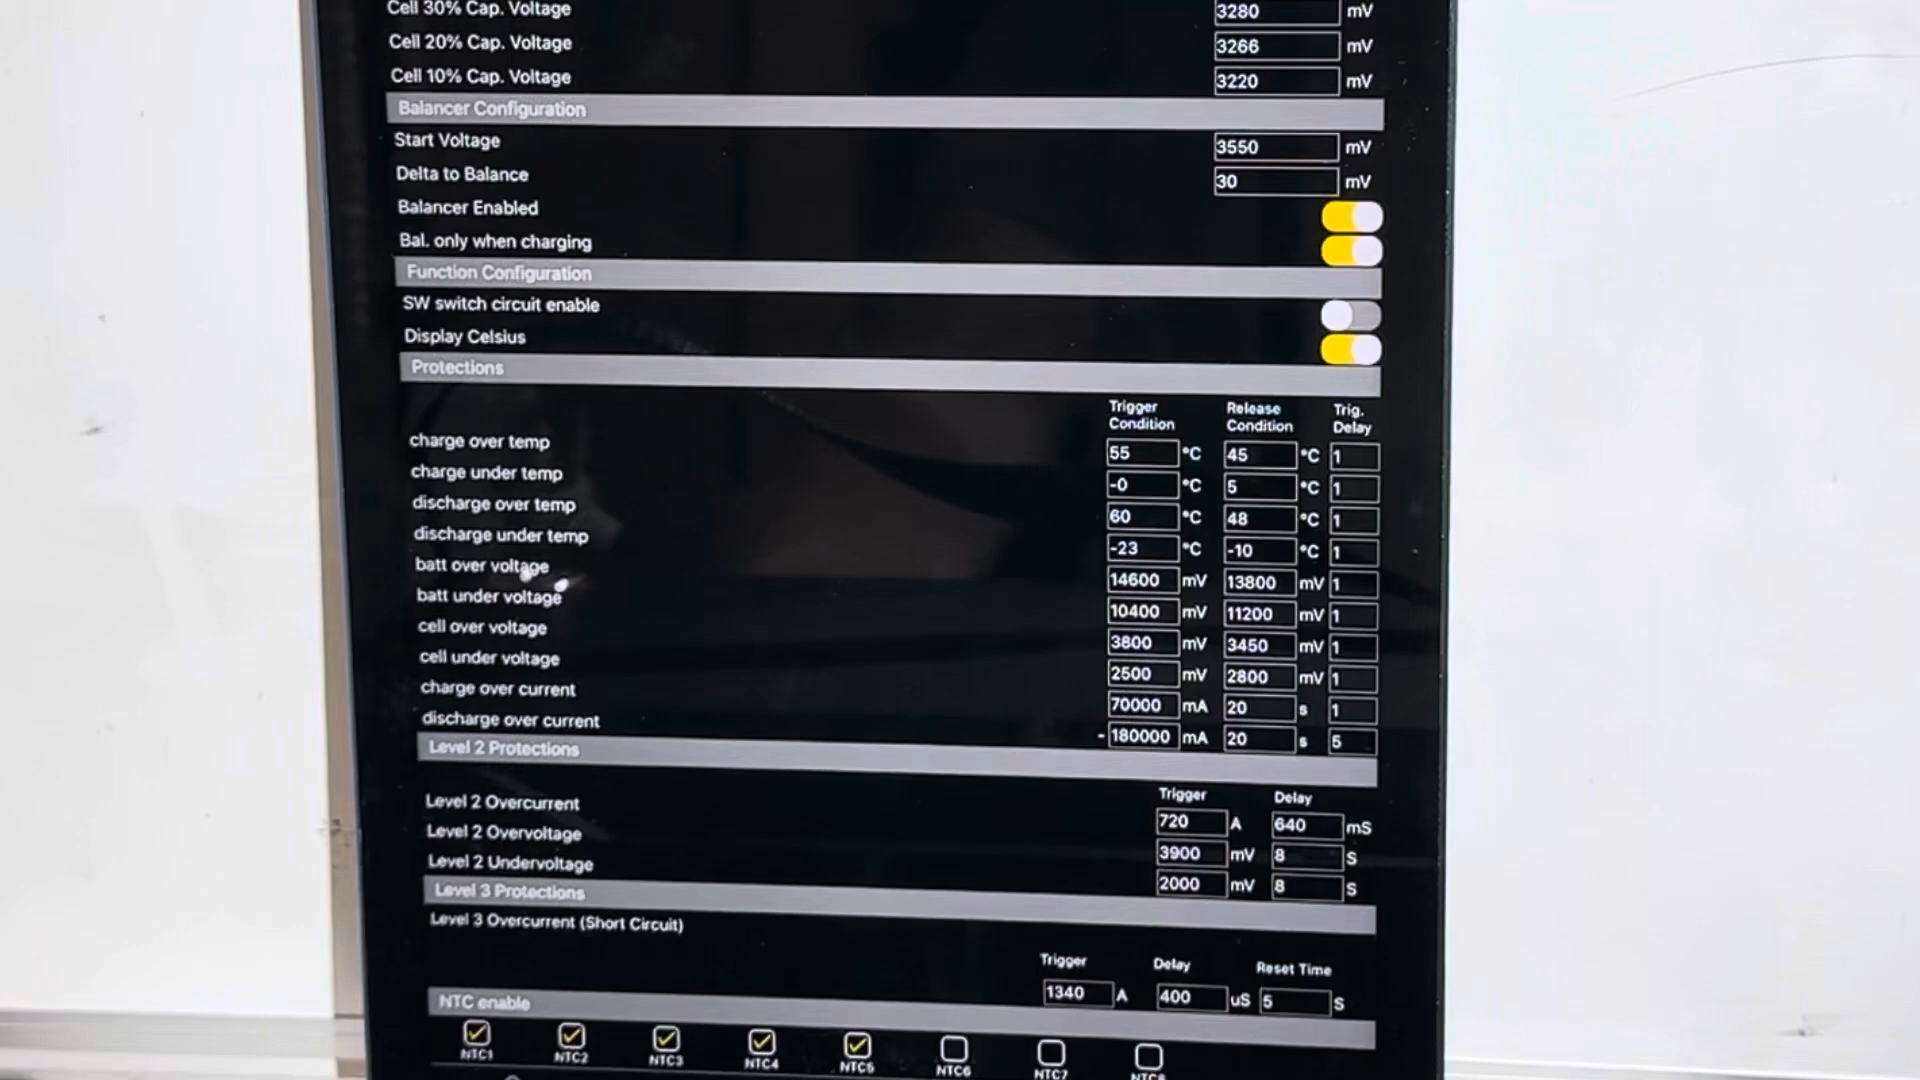 Cell 30% Cap. Voltage 3280 mV
Cell 20% Cap. Voltage 3266 mV
Cell 10% Cap. Voltage 3220 mV
Balancer Configuration
Start Voltage 3550 mV
Delta to Balance 30 mV
Balancer Enabled
Bal. only when charging
Function Configuration
SW switch circuit enable
Display Celsius
Protections
Trigger Condition Release Condition Trig. Delay
charge over temp 55 °C 45 °C 1
charge under temp -0 °C 5 °C 1
discharge over temp 60 °C 48 °C 1
discharge under temp -23 °C -10 °C 1
batt over voltage 14600 mV 13800 mV 1
batt under voltage 10400 mV 11200 mV 1
cell over voltage 3800 mV 3450 mV 1
cell under voltage 2500 mV 2800 mV 1
charge over current 70000 mA 20 s 1
discharge over current -180000 mA 20 s 5
Level 2 Protections
Trigger Delay
Level 2 Overcurrent 720 A 640 mS
Level 2 Overvoltage 3900 mV 8 S
Level 2 Undervoltage 2000 mV 8 S
Level 3 Protections
Level 3 Overcurrent (Short Circuit)
Trigger Delay Reset Time
1340 A 400 uS 5 S
NTC enable
NTC1 NTC2 NTC3 NTC4 NTC5 NTC6 NTC7 NTC8